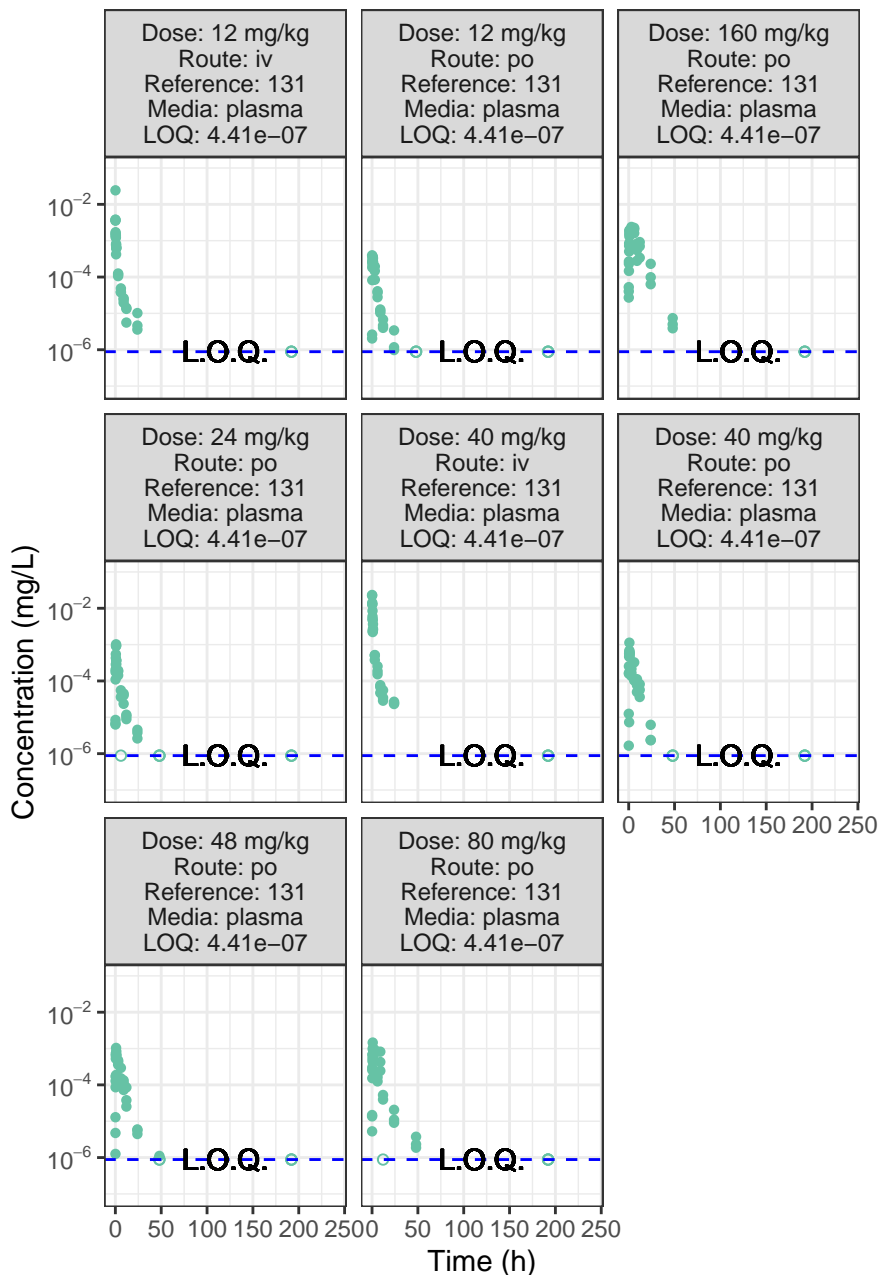 Dose: 12 mg/kg
Route: iv
Reference: 131
Media: plasma
LOQ: 4.41e−07
Dose: 12 mg/kg
Route: po
Reference: 131
Media: plasma
LOQ: 4.41e−07
Dose: 160 mg/kg
Route: po
Reference: 131
Media: plasma
LOQ: 4.41e−07
10⁻²
10⁻⁴
10⁻⁶
L.O.Q.
L.O.Q.
L.O.Q.
Dose: 24 mg/kg
Route: po
Reference: 131
Media: plasma
LOQ: 4.41e−07
Dose: 40 mg/kg
Route: iv
Reference: 131
Media: plasma
LOQ: 4.41e−07
Dose: 40 mg/kg
Route: po
Reference: 131
Media: plasma
LOQ: 4.41e−07
Concentration (mg/L)
10⁻²
10⁻⁴
10⁻⁶
L.O.Q.
L.O.Q.
L.O.Q.
0 50 100 150 200 250
Dose: 48 mg/kg
Route: po
Reference: 131
Media: plasma
LOQ: 4.41e−07
Dose: 80 mg/kg
Route: po
Reference: 131
Media: plasma
LOQ: 4.41e−07
10⁻²
10⁻⁴
10⁻⁶
L.O.Q.
L.O.Q.
0 50 100 150 200 250
0 50 100 150 200 250
Time (h)